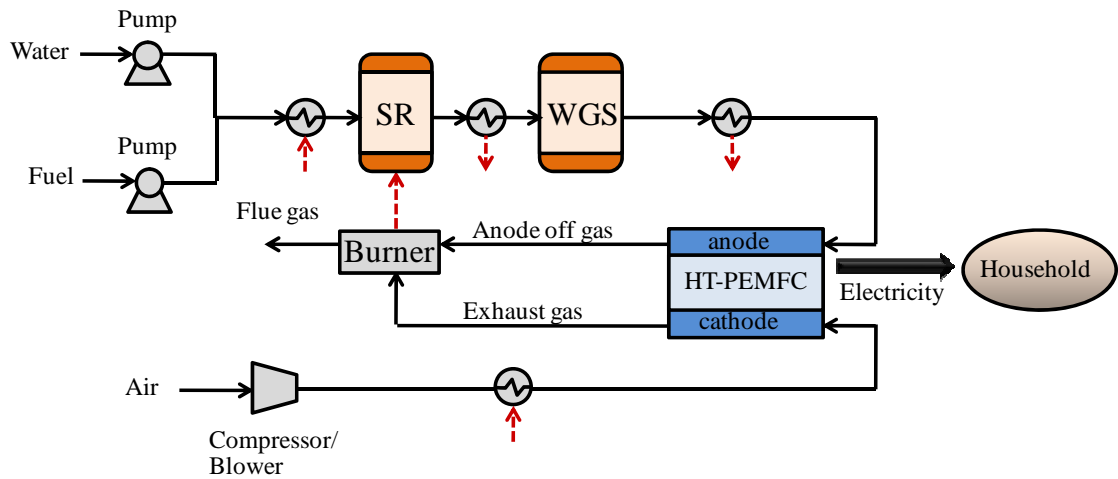 Pump
Water
SR
WGS
Pump
Fuel
Flue gas
Burner
Anode off gas
anode
HT-PEMFC
cathode
Electricity
Household
Exhaust gas
Air
Compressor/
Blower